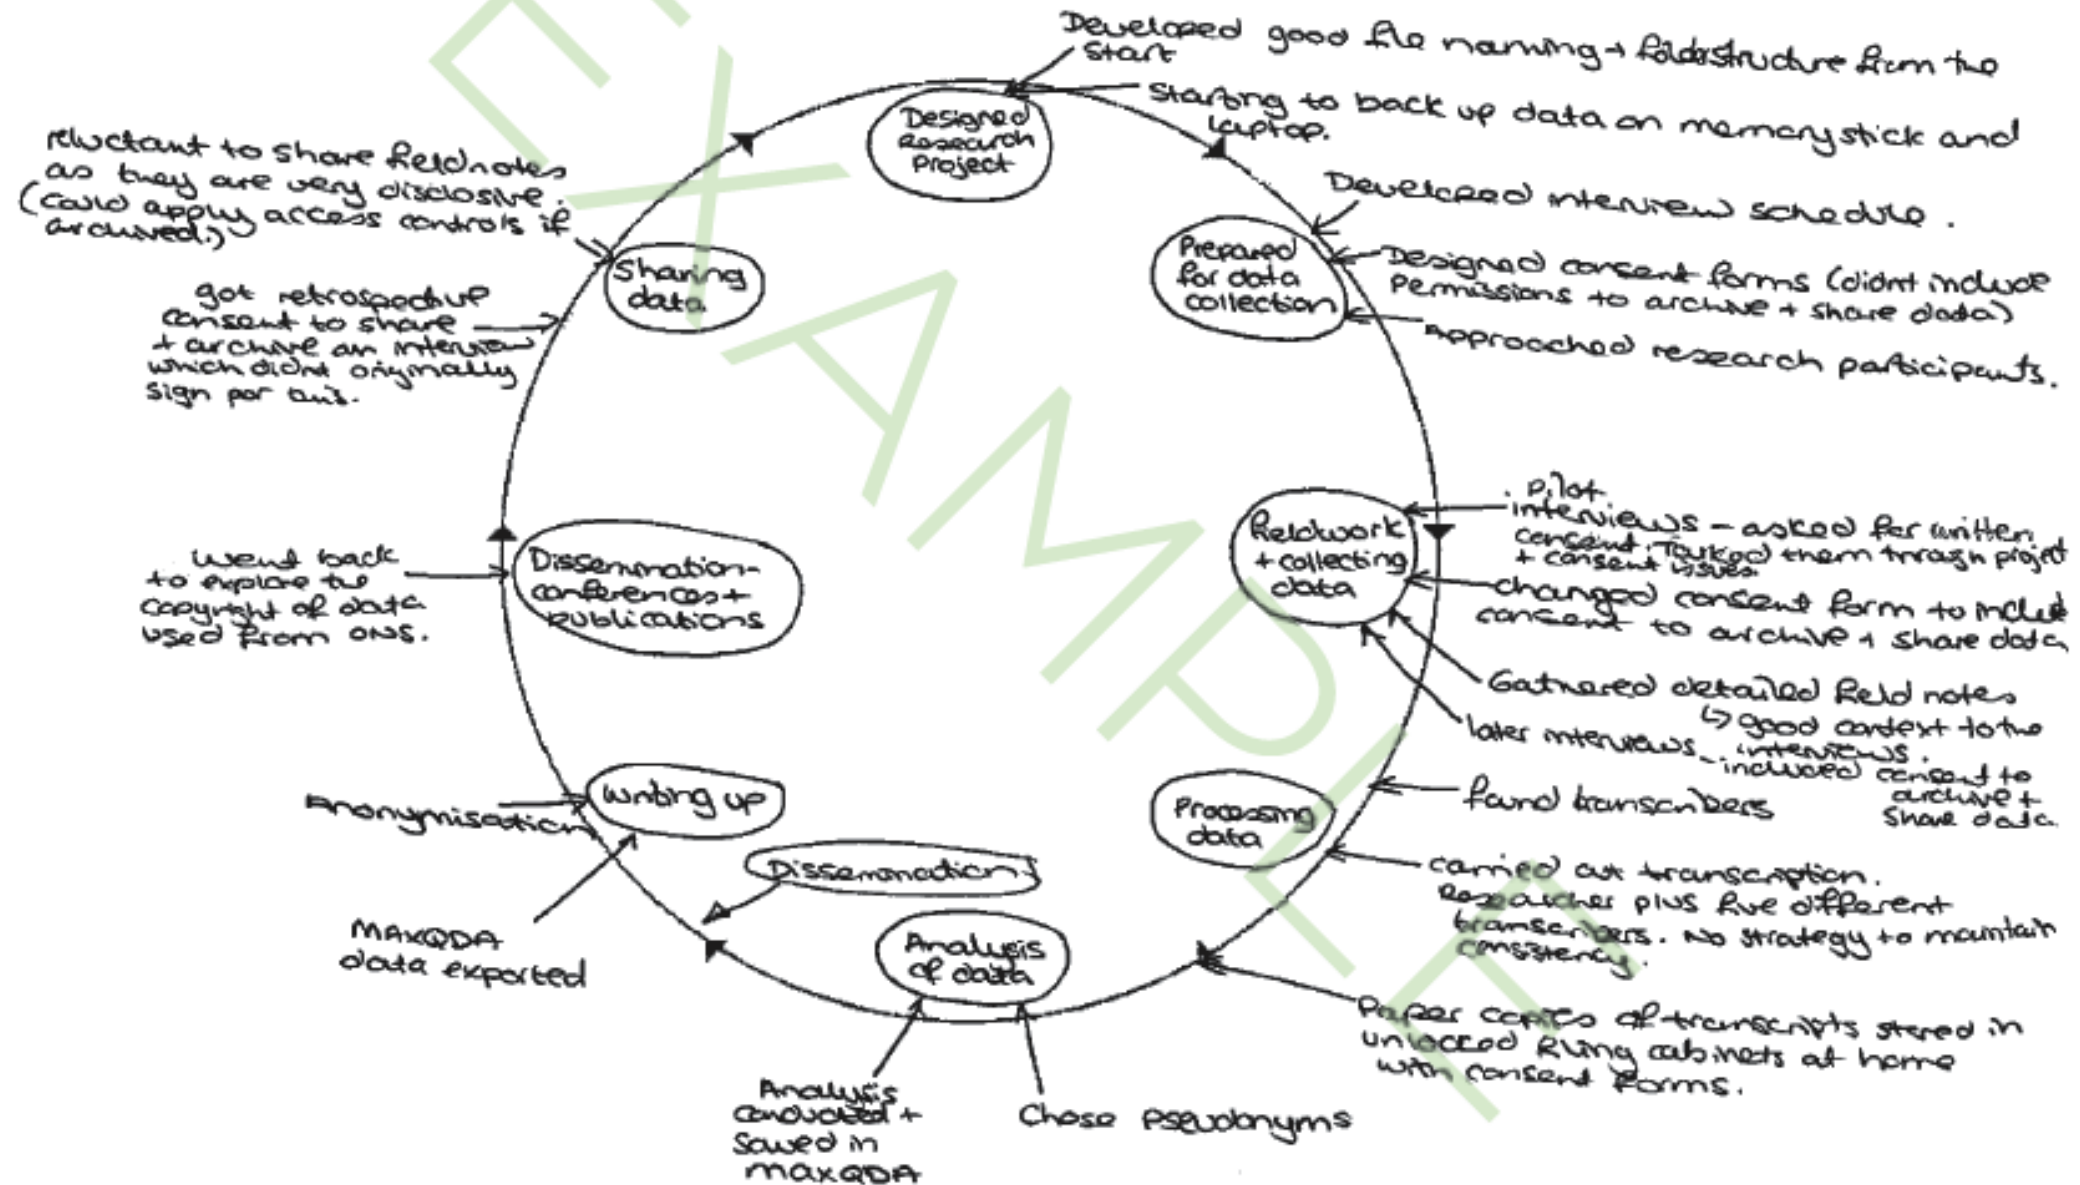 EXAMPLE
Developed good file naming + folder structure from the
start
Starting to back up data on memory stick and
laptop.
Designed
Research
Project
Developed interview schedule.
Prepared
for data
collection
Designed consent forms (didnt include
permissions to archive + share data)
Approached research participants.
Pilot
interviews - asked for written
consent. Talked them through project
+ consent issues.
Fieldwork
+ collecting
data
changed consent form to include
consent to archive + share data
Gathered detailed field notes
↳ good context to the
interviews.
later interviews - included consent to
archive +
share data.
found transcribers
Processing
data
carried out transcription.
Researcher plus five different
transcribers. No strategy to maintain
consistency.
Paper copies of transcripts stored in
unlocked filing cabinets at home
with consent forms.
Analysis
of data
Chose pseudonyms
Analysis
conducted +
saved in
MAXQDA
Dissemination
Writing up
Anonymisation
MAXQDA
data exported
Dissemination-
conferences +
publications
went back
to explore the
copyright of data
used from ONS.
got retrospective
consent to share
+ archive an interview
which didnt originally
sign for this.
Sharing
data
reluctant to share fieldnotes
as they are very disclosive.
(could apply access controls if
archived.)